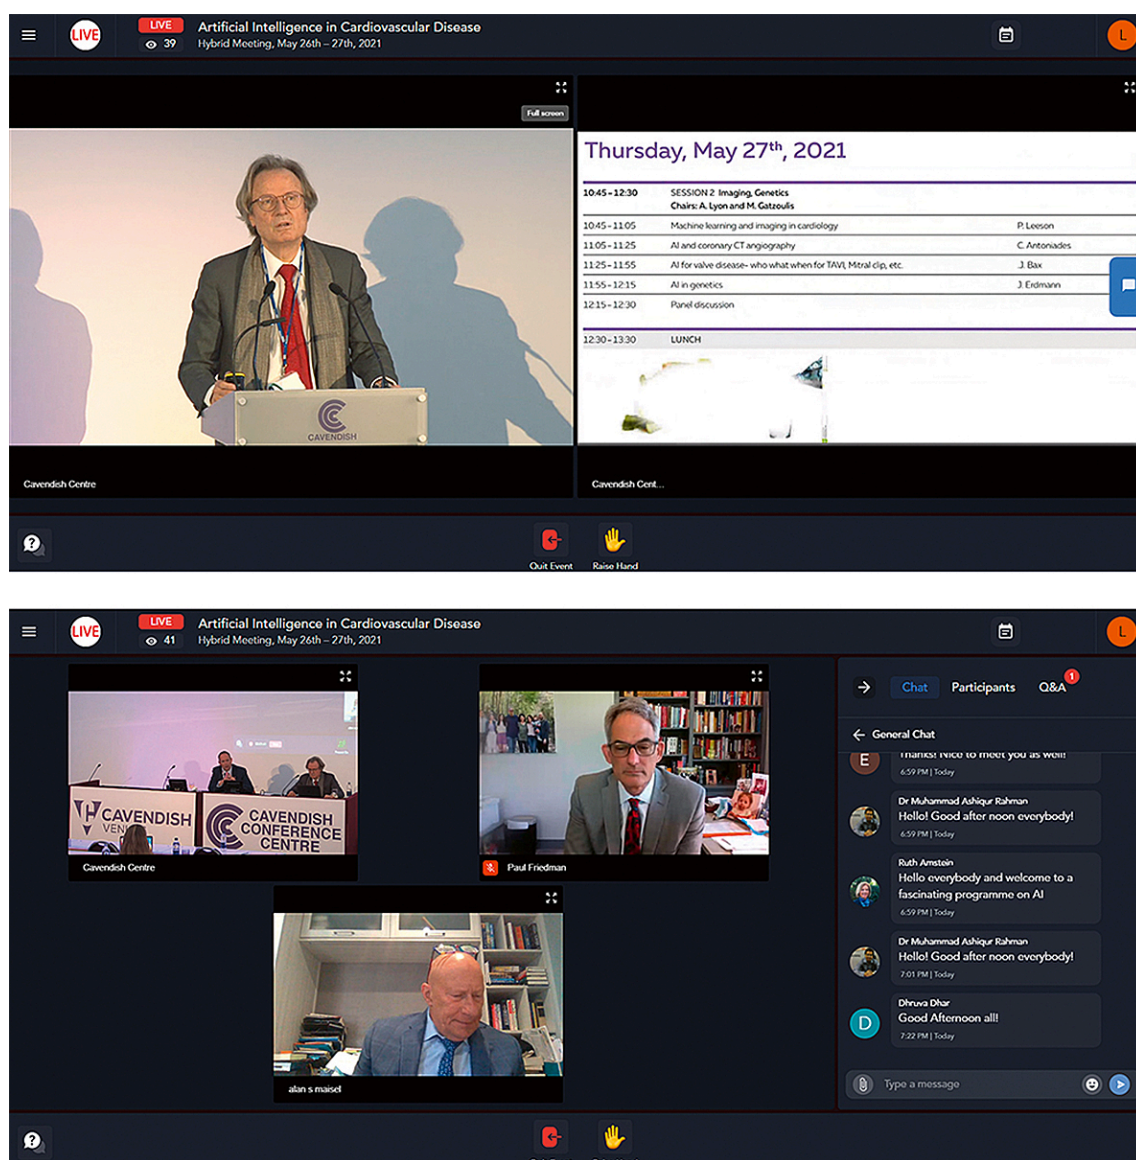 LIVE
LIVE
39
Artificial Intelligence in Cardiovascular Disease
Hybrid Meeting, May 26th – 27th, 2021
L
Full screen
CAVENDISH
Cavendish Centre
Thursday, May 27th, 2021
10:45 – 12:30 SESSION 2 Imaging, Genetics
Chairs: A. Lyon and M. Gatzoulis
10:45 – 11:05 Machine learning and imaging in cardiology P. Leeson
11:05 – 11:25 AI and coronary CT angiography C. Antoniades
11:25 – 11:55 AI for valve disease- who what when for TAVI, Mitral clip, etc. J. Bax
11:55 – 12:15 AI in genetics J. Erdmann
12:15 – 12:30 Panel discussion
12:30 – 13:30 LUNCH
Cavendish Cent...
Quit Event
Raise Hand
LIVE
LIVE
41
Artificial Intelligence in Cardiovascular Disease
Hybrid Meeting, May 26th – 27th, 2021
L
CAVENDISH
CAVENDISH
CONFERENCE
CENTRE
Cavendish Centre
Paul Friedman
alan s maisel
Chat Participants Q&A 1
General Chat
E
Thanks! Nice to meet you as well!
6:59 PM | Today
Dr Muhammad Ashiqur Rahman
Hello! Good after noon everybody!
6:59 PM | Today
Ruth Amstein
Hello everybody and welcome to a
fascinating programme on AI
6:59 PM | Today
Dr Muhammad Ashiqur Rahman
Hello! Good after noon everybody!
7:01 PM | Today
D
Dhruva Dhar
Good Afternoon all!
7:22 PM | Today
Type a message